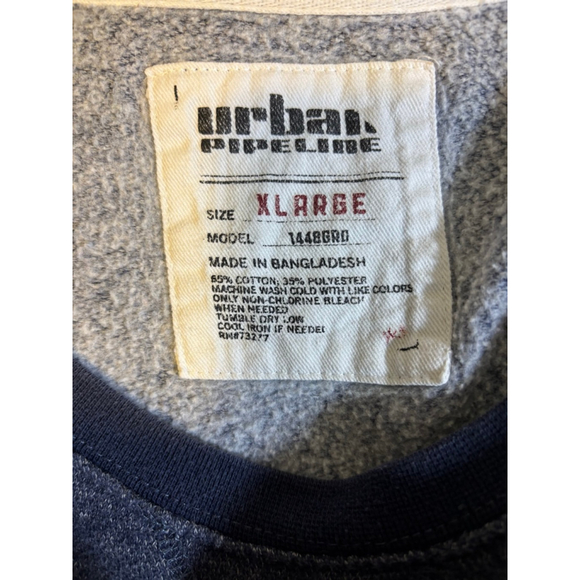 urban
PIPELINE
SIZE XLARGE
MODEL 1448GRD
MADE IN BANGLADESH
65% COTTON; 35% POLYESTER
MACHINE WASH COLD WITH LIKE COLORS
ONLY NON-CHLORINE BLEACH
WHEN NEEDED
TUMBLE DRY LOW
COOL IRON IF NEEDED
RN#73277